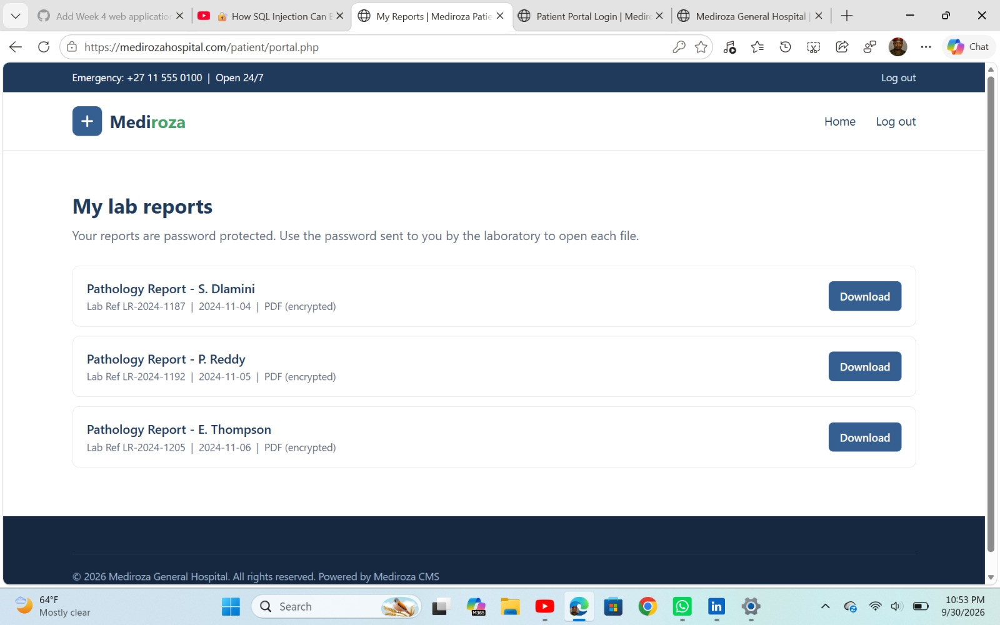 Add Week 4 web applicatio
How SQL Injection Can
My Reports | Mediroza Patie
Patient Portal Login | Mediro
Mediroza General Hospital |
https://medirozahospital.com/patient/portal.php
Chat
Emergency: +27 11 555 0100 | Open 24/7
Log out
Mediroza
Home
Log out
My lab reports
Your reports are password protected. Use the password sent to you by the laboratory to open each file.
Pathology Report - S. Dlamini
Lab Ref LR-2024-1187 | 2024-11-04 | PDF (encrypted)
Download
Pathology Report - P. Reddy
Lab Ref LR-2024-1192 | 2024-11-05 | PDF (encrypted)
Download
Pathology Report - E. Thompson
Lab Ref LR-2024-1205 | 2024-11-06 | PDF (encrypted)
Download
© 2026 Mediroza General Hospital. All rights reserved. Powered by Mediroza CMS
64°F
Mostly clear
Search
M365
10:53 PM
9/30/2026